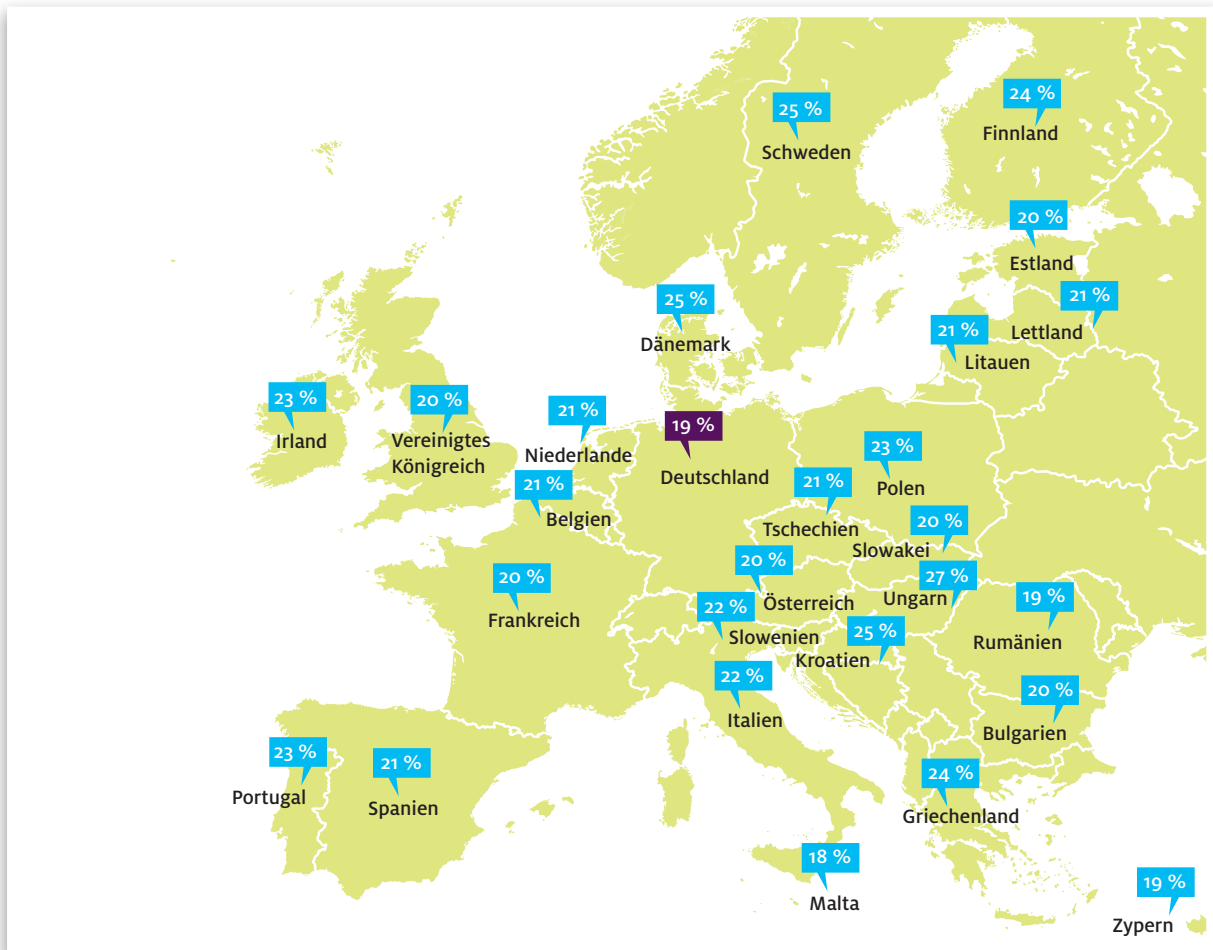 24 %
Finnland
25 %
Schweden
20 %
Estland
25 %
Dänemark
21 %
Lettland
21 %
Litauen
23 %
Irland
20 %
Vereinigtes
Königreich
21 %
Niederlande
19 %
Deutschland
23 %
Polen
21 %
Belgien
21 %
Tschechien
20 %
Slowakei
20 %
Frankreich
20 %
Österreich
27 %
Ungarn
19 %
Rumänien
22 %
Slowenien
25 %
Kroatien
22 %
Italien
20 %
Bulgarien
23 %
Portugal
21 %
Spanien
24 %
Griechenland
18 %
Malta
19 %
Zypern